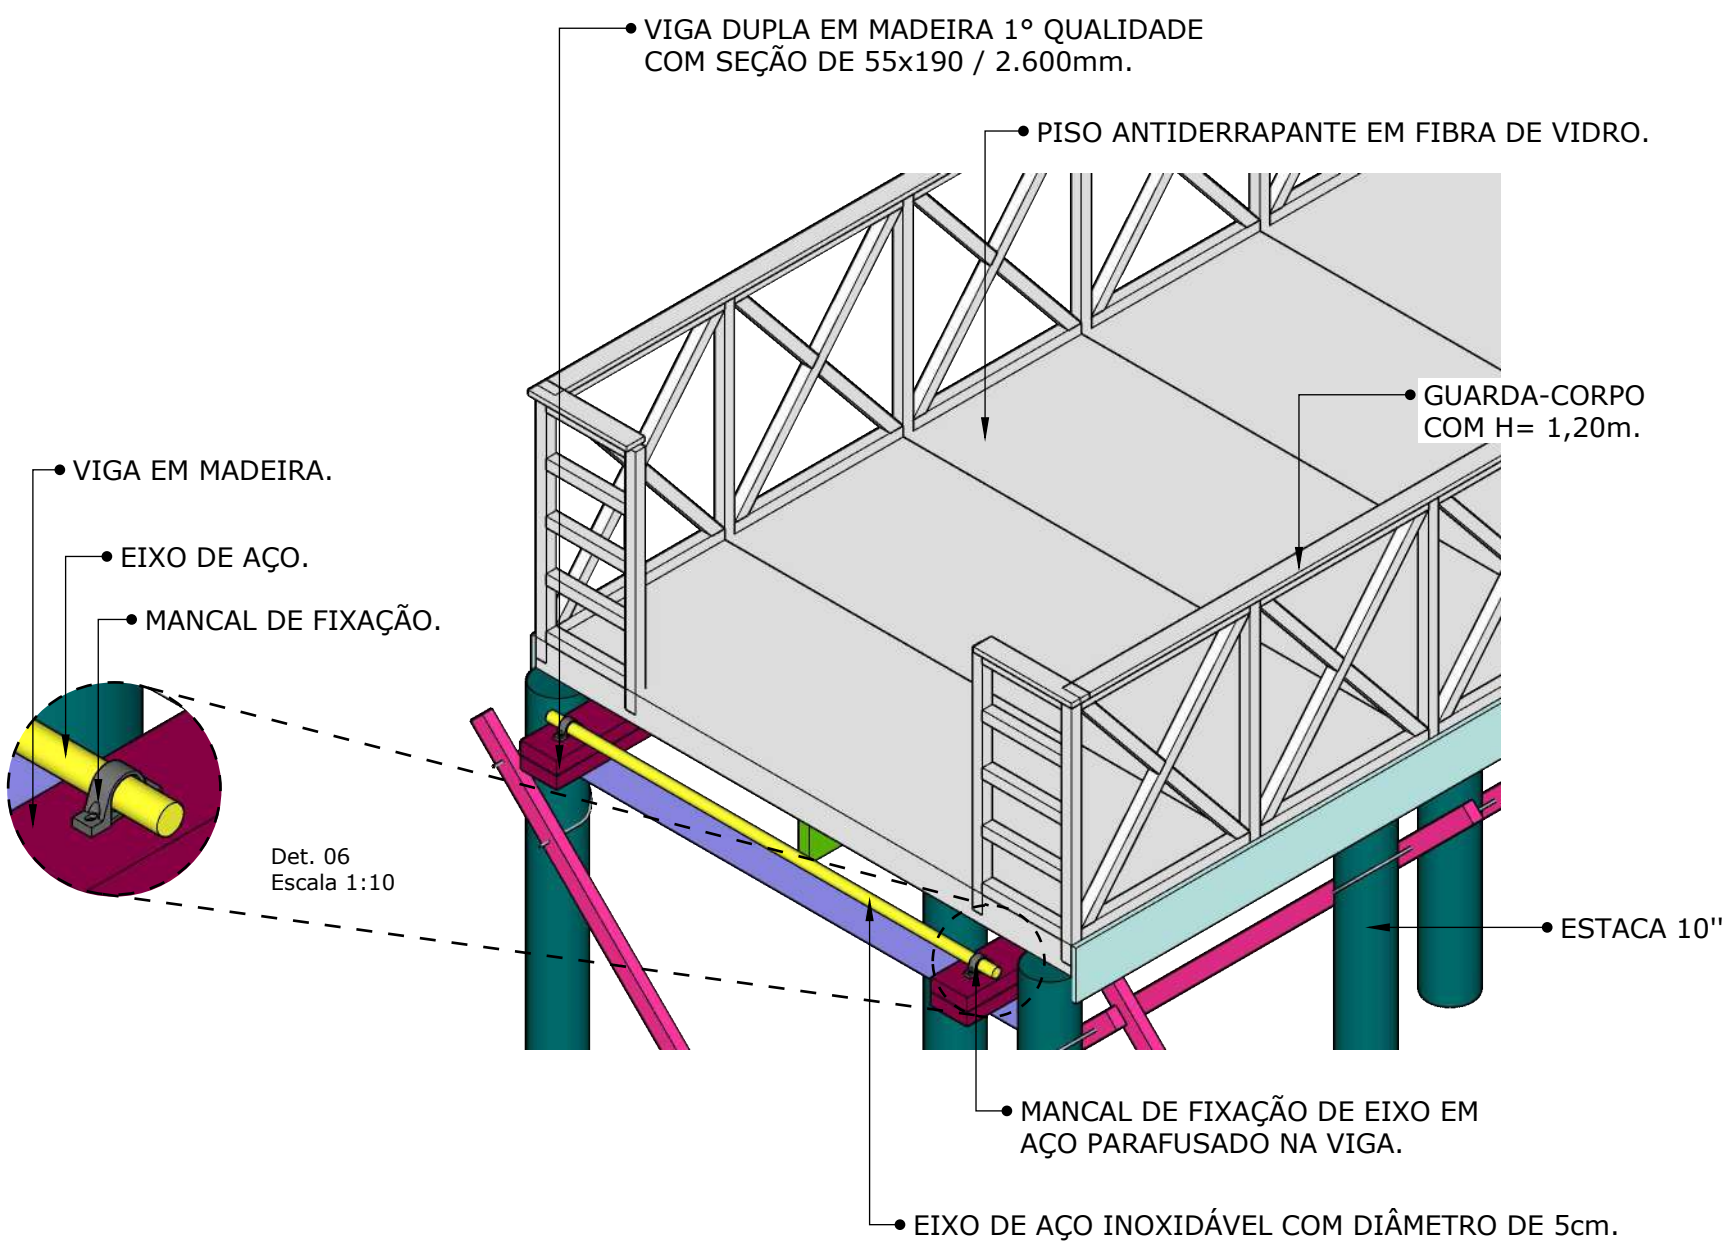 VIGA DUPLA EM MADEIRA 1° QUALIDADE
COM SEÇÃO DE 55x190 / 2.600mm.
PISO ANTIDERRAPANTE EM FIBRA DE VIDRO.
GUARDA-CORPO
COM H= 1,20m.
VIGA EM MADEIRA.
EIXO DE AÇO.
MANCAL DE FIXAÇÃO.
Det. 06
Escala 1:10
ESTACA 10''
MANCAL DE FIXAÇÃO DE EIXO EM
AÇO PARAFUSADO NA VIGA.
EIXO DE AÇO INOXIDÁVEL COM DIÂMETRO DE 5cm.